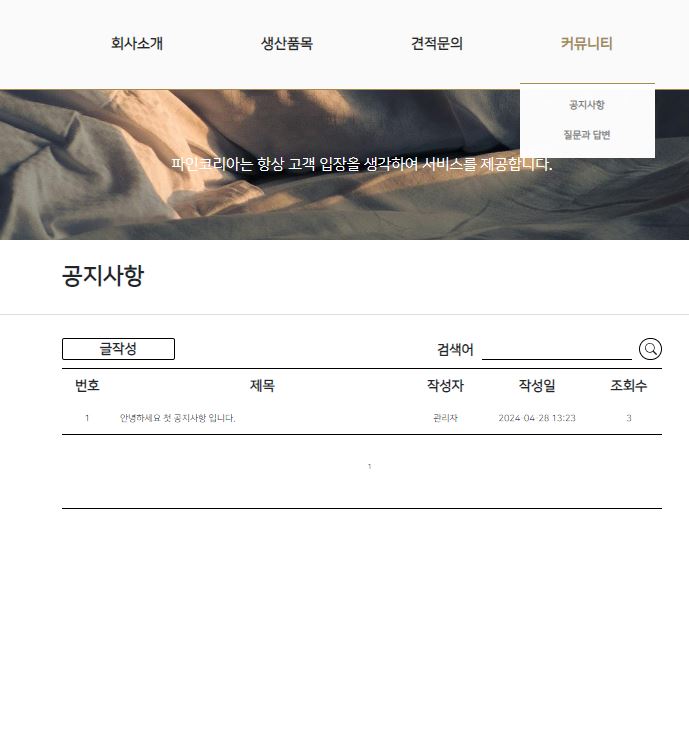 회사소개 생산품목 견적문의 커뮤니티
공지사항
질문과 답변
파인코리아는 항상 고객 입장을 생각하여 서비스를 제공합니다.
공지사항
글작성 검색어
번호 제목 작성자 작성일 조회수
1 안녕하세요 첫 공지사항 입니다. 관리자 2024-04-28 13:23 3
1